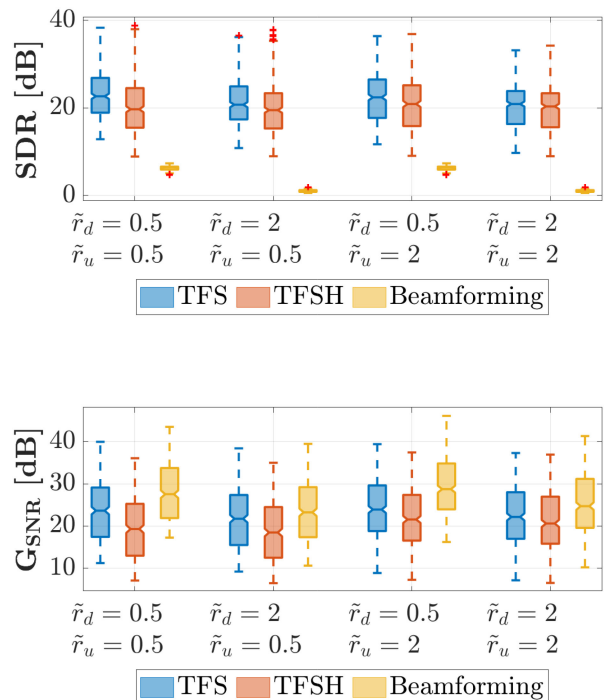 SDR [dB]
40
20
0
r̃_d = 0.5 r̃_d = 2 r̃_d = 0.5 r̃_d = 2
r̃_u = 0.5 r̃_u = 0.5 r̃_u = 2 r̃_u = 2
TFS TFSH Beamforming
G_SNR [dB]
40
30
20
10
r̃_d = 0.5 r̃_d = 2 r̃_d = 0.5 r̃_d = 2
r̃_u = 0.5 r̃_u = 0.5 r̃_u = 2 r̃_u = 2
TFS TFSH Beamforming